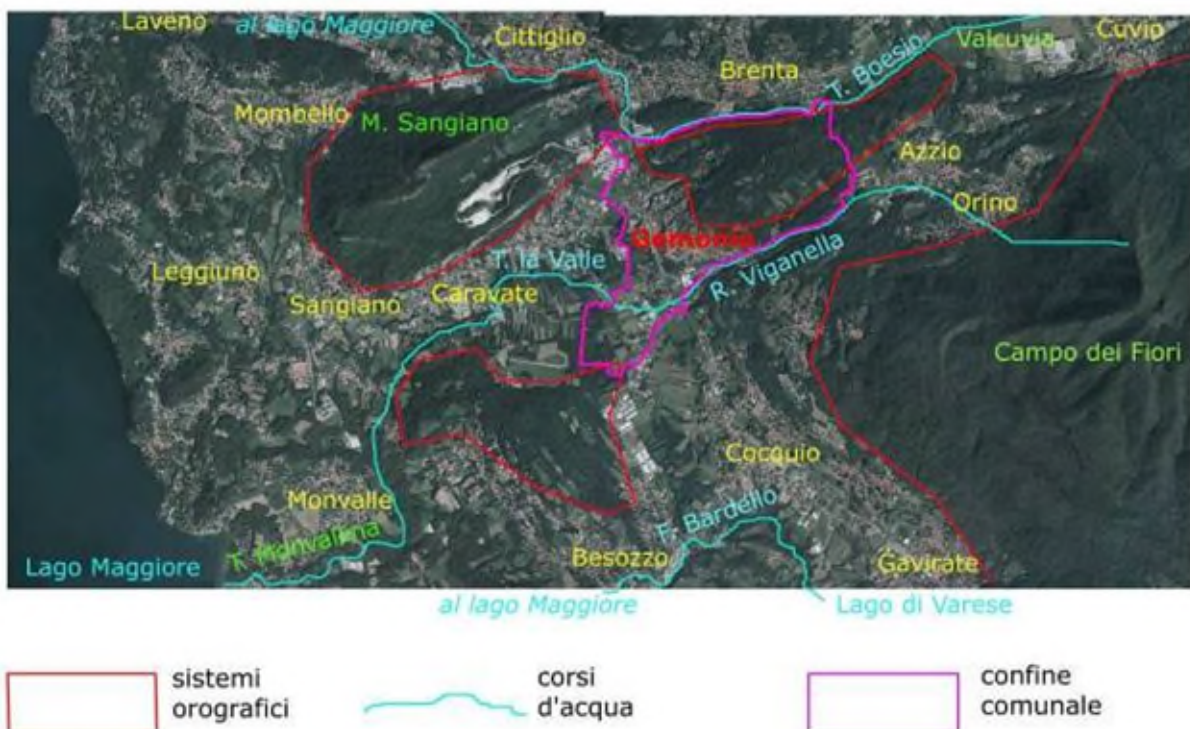 Laveno
al lago Maggiore
Cittiglio
Valcuvia
Cuvio
Brenta
T. Boesio
Mombello
M. Sangiano
Azzio
Orino
Gemonio
Leggiuno
T. la Valle
R. Viganella
Sangiano
Caravate
Campo dei Fiori
Cocquio
Monvalle
F. Bardello
T. Monvallina
Besozzo
Gavirate
Lago Maggiore
al lago Maggiore
Lago di Varese
sistemi
orografici
corsi
d'acqua
confine
comunale